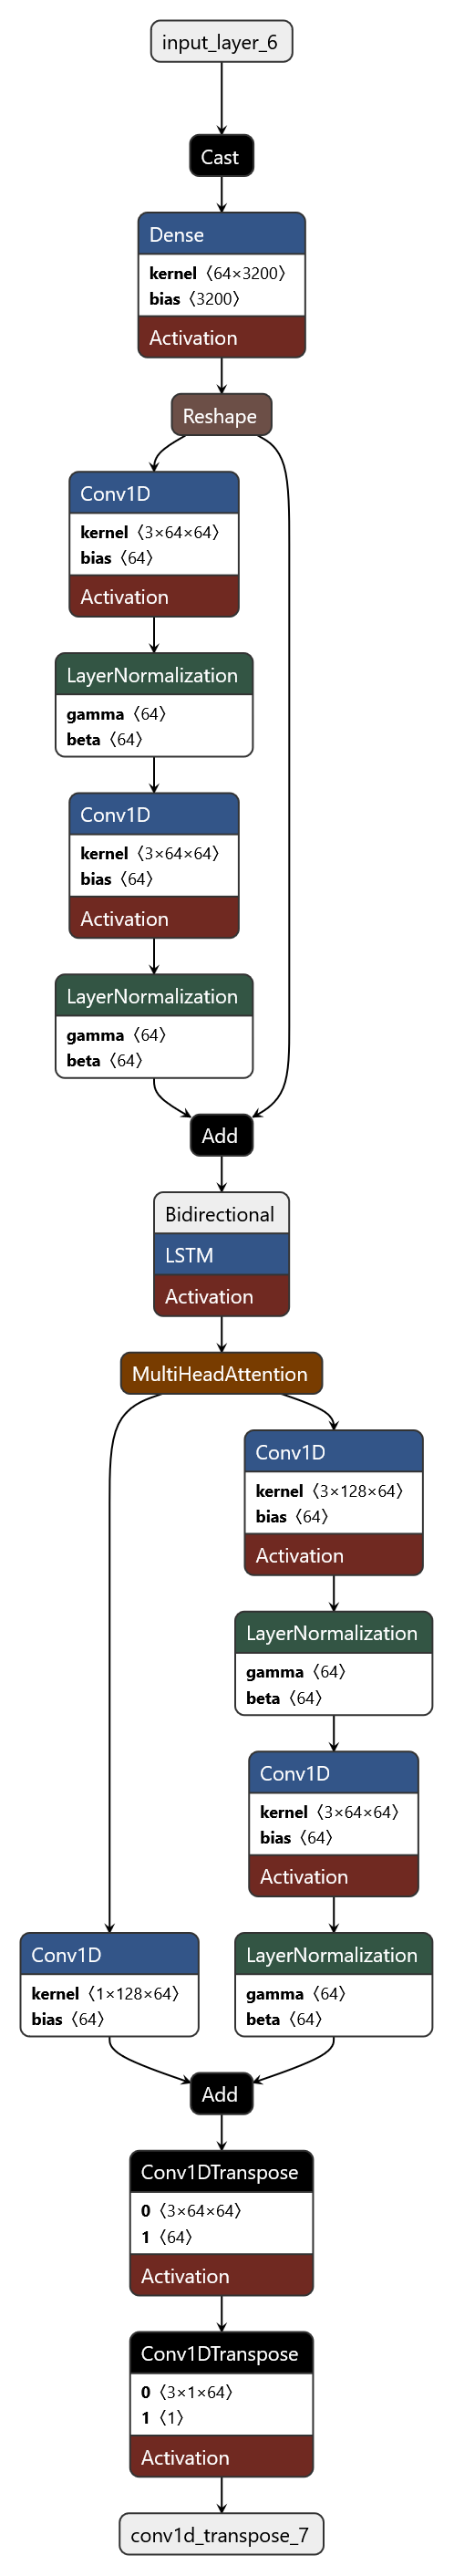 input_layer_6
Cast
Dense
kernel〈64×3200〉
bias〈3200〉
Activation
Reshape
Conv1D
kernel〈3×64×64〉
bias〈64〉
Activation
LayerNormalization
gamma〈64〉
beta〈64〉
Conv1D
kernel〈3×64×64〉
bias〈64〉
Activation
LayerNormalization
gamma〈64〉
beta〈64〉
Add
Bidirectional
LSTM
Activation
MultiHeadAttention
Conv1D
kernel〈3×128×64〉
bias〈64〉
Activation
LayerNormalization
gamma〈64〉
beta〈64〉
Conv1D
kernel〈3×64×64〉
bias〈64〉
Activation
Conv1D
kernel〈1×128×64〉
bias〈64〉
LayerNormalization
gamma〈64〉
beta〈64〉
Add
Conv1DTranspose
0〈3×64×64〉
1〈64〉
Activation
Conv1DTranspose
0〈3×1×64〉
1〈1〉
Activation
conv1d_transpose_7